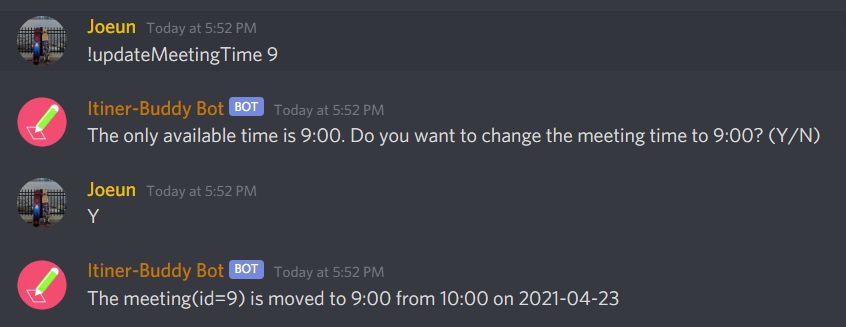 Joeun Today at 5:52 PM
!updateMeetingTime 9
Itiner-Buddy Bot BOT Today at 5:52 PM
The only available time is 9:00. Do you want to change the meeting time to 9:00? (Y/N)
Joeun Today at 5:52 PM
Y
Itiner-Buddy Bot BOT Today at 5:52 PM
The meeting(id=9) is moved to 9:00 from 10:00 on 2021-04-23